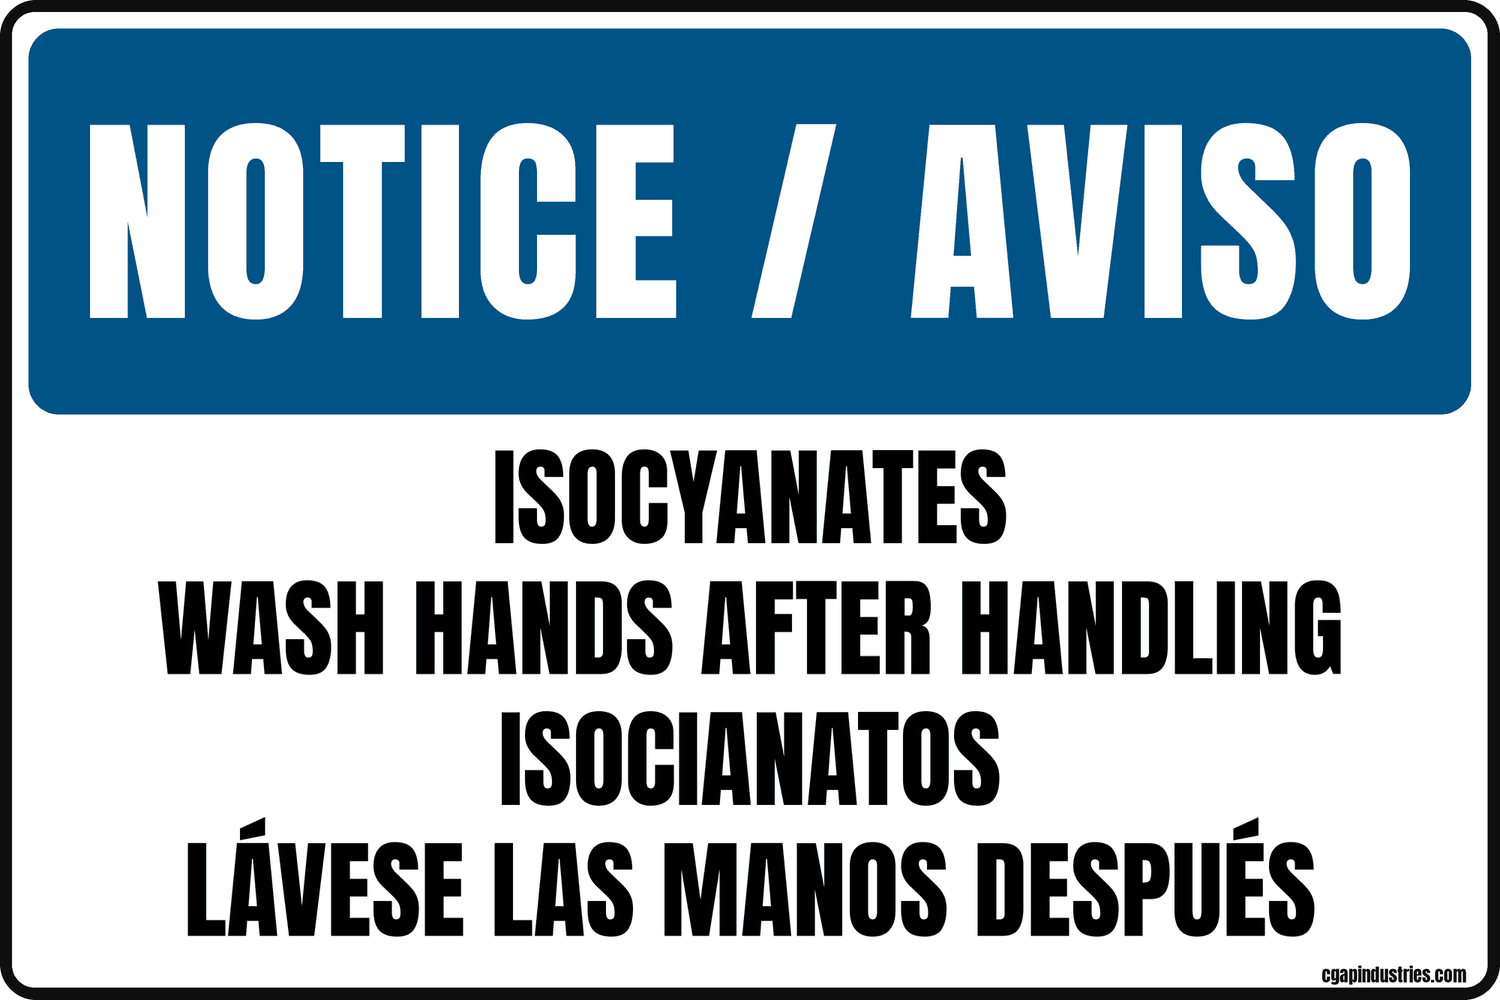 NOTICE / AVISO
ISOCYANATES
WASH HANDS AFTER HANDLING
ISOCIANATOS
LÁVESE LAS MANOS DESPUÉS
cgapindustries.com